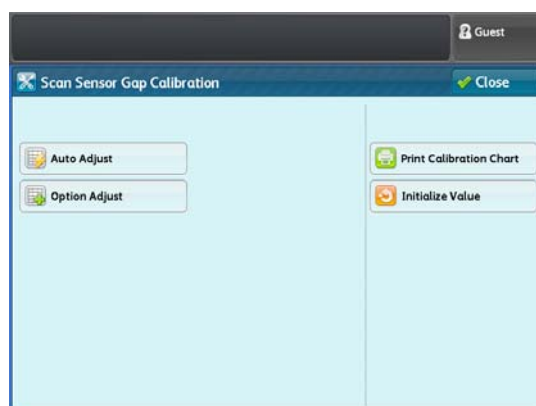 Guest
Scan Sensor Gap Calibration
Close
Auto Adjust
Print Calibration Chart
Option Adjust
Initialize Value